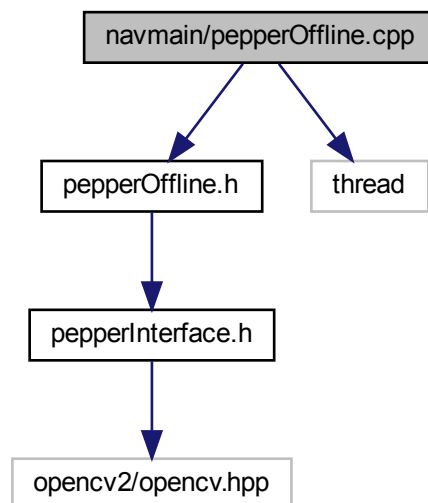 navmain/pepperOffline.cpp
pepperOffline.h
thread
pepperInterface.h
opencv2/opencv.hpp